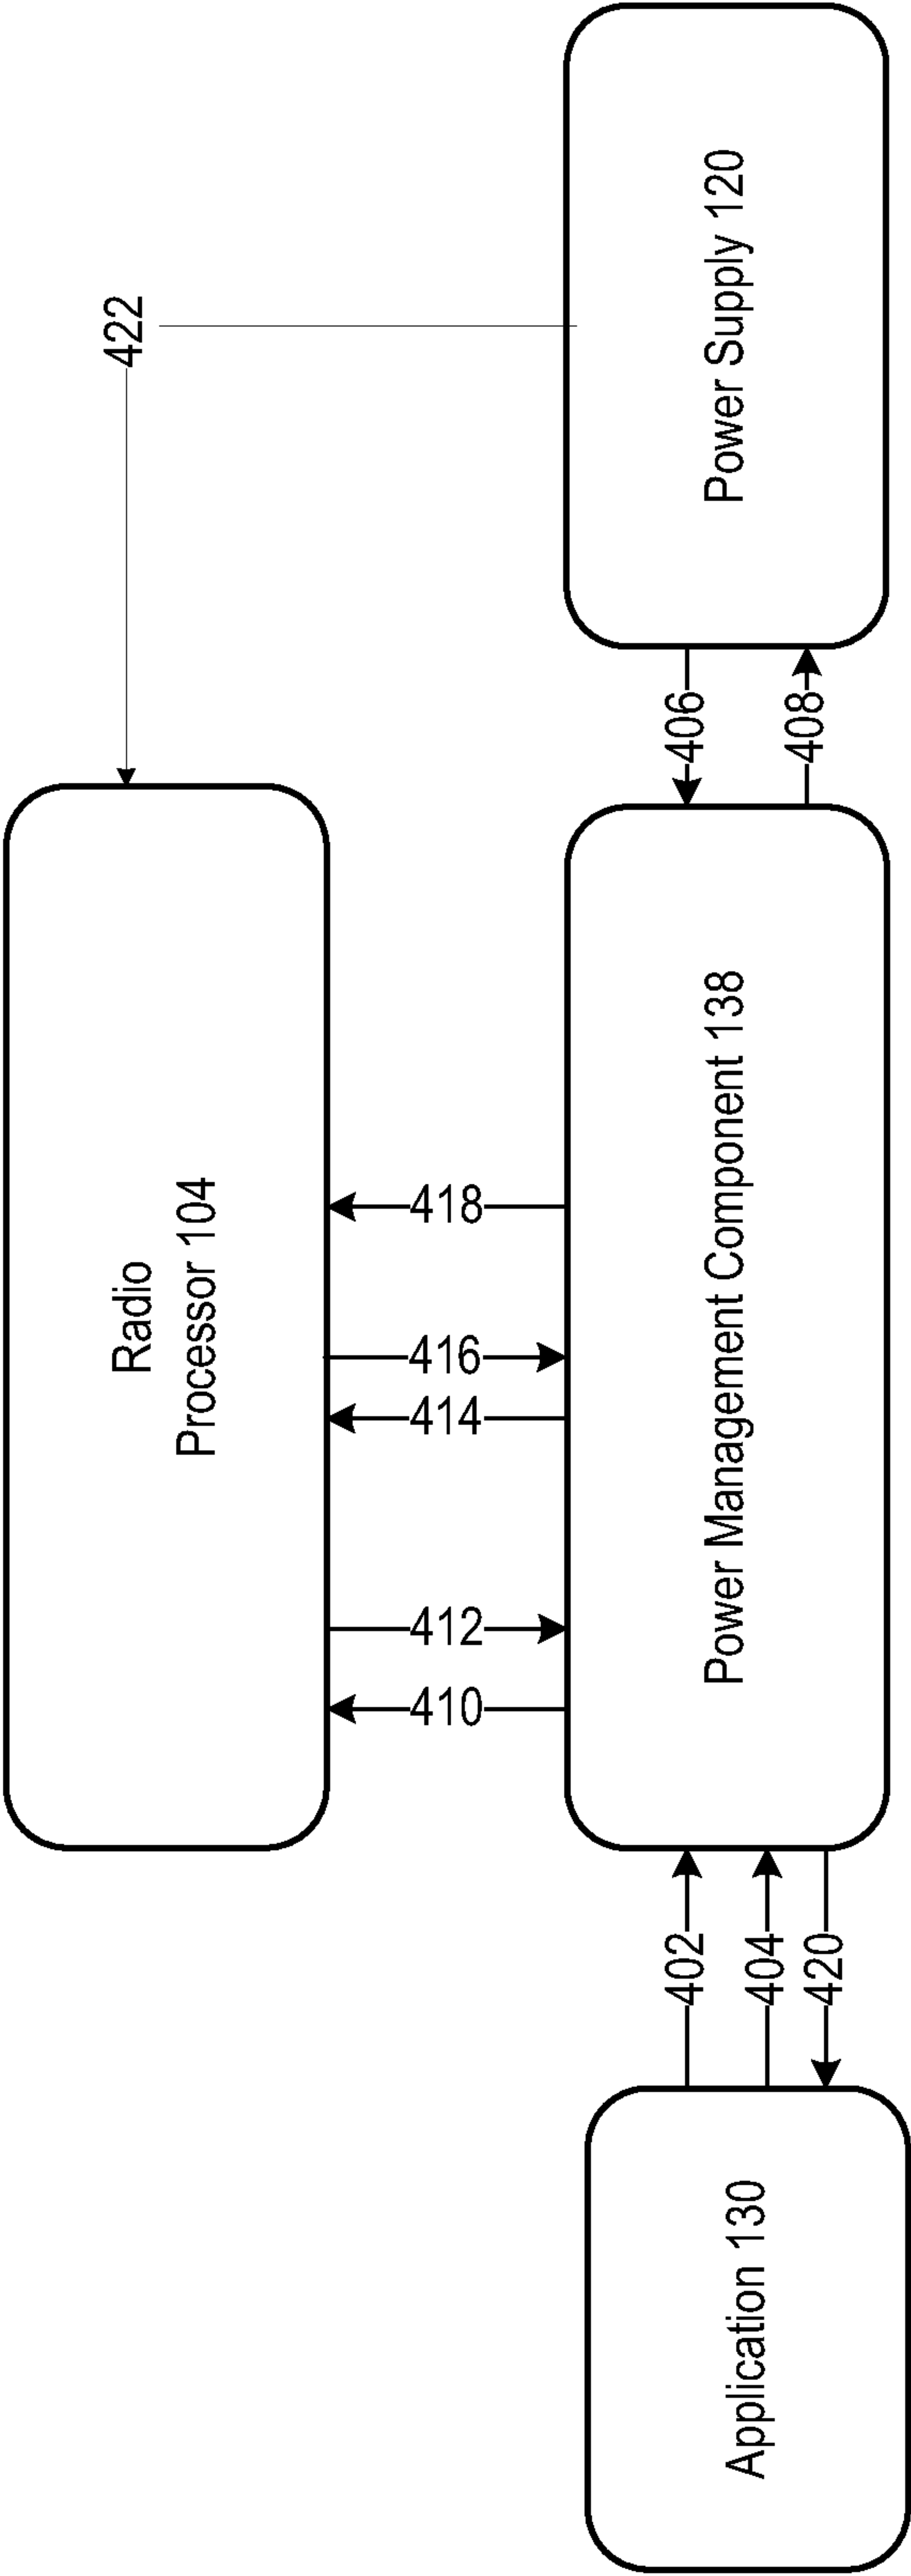 Radio
Processor 104
422
410
412
414
416
418
402
404
420
406
408
Application 130
Power Management Component 138
Power Supply 120